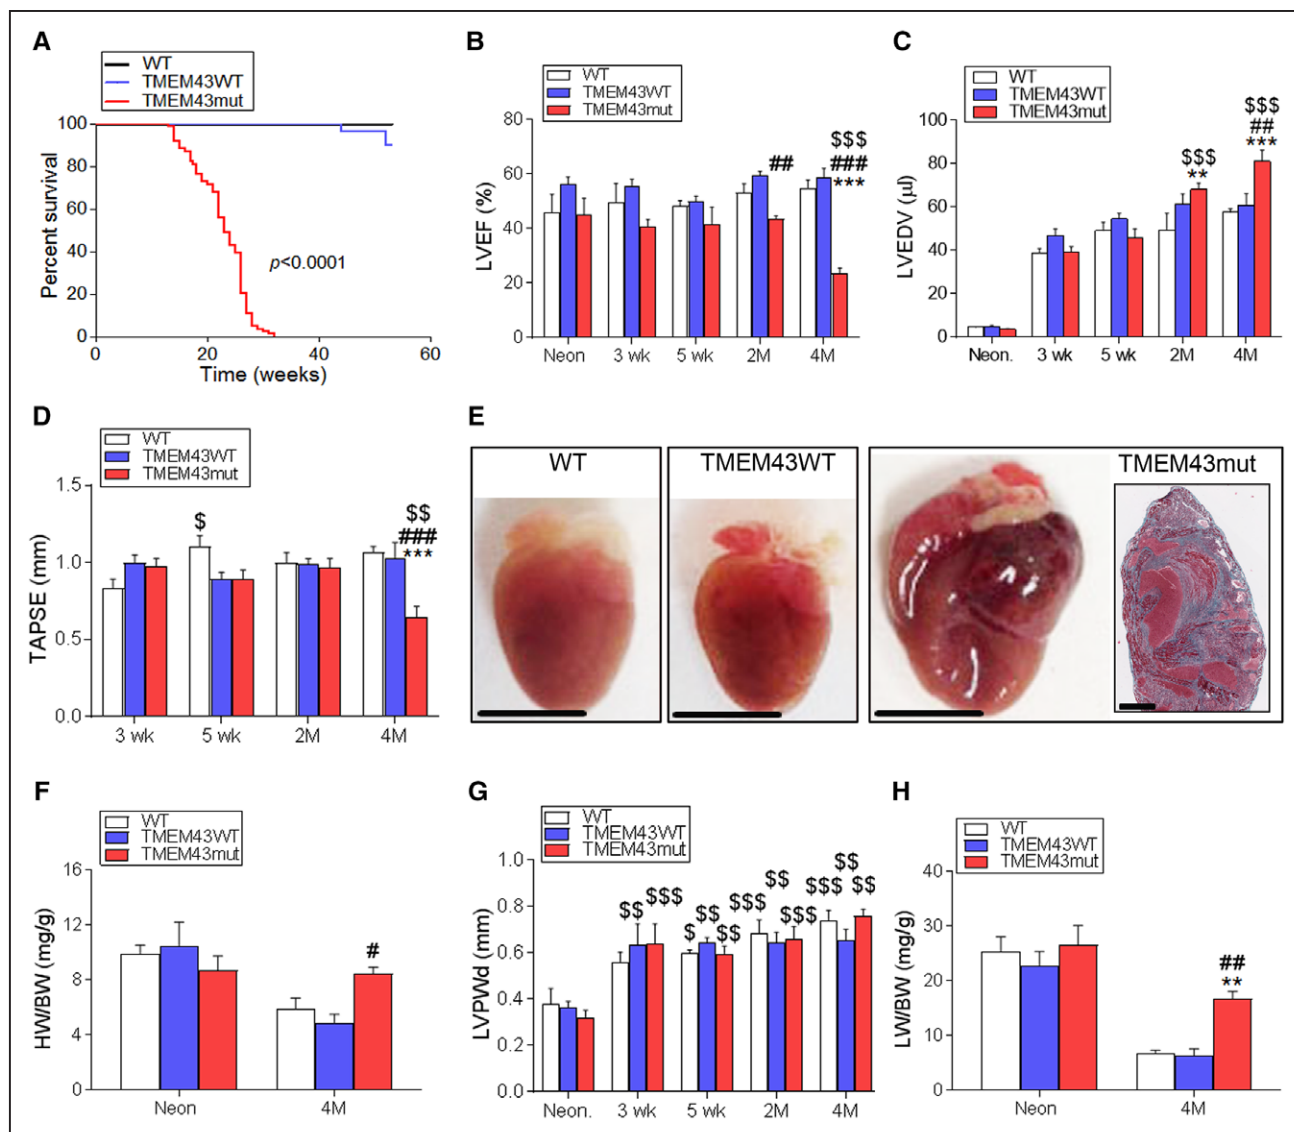 A
WT
TMEM43WT
TMEM43mut
Percent survival
100
80
60
40
20
0
p<0.0001
0 20 40 60
Time (weeks)
B
WT
TMEM43WT
TMEM43mut
LVEF (%)
80
60
40
20
0
##
$$$
###
***
Neon 3 wk 5 wk 2M 4M
C
WT
TMEM43WT
TMEM43mut
LVEDV (µl)
100
80
60
40
20
0
$$$
**
$$$
##
***
Neon. 3 wk 5 wk 2M 4M
D
WT
TMEM43WT
TMEM43mut
TAPSE (mm)
1.5
1.0
0.5
0.0
$
$$
###
***
3 wk 5 wk 2M 4M
E
WT
TMEM43WT
TMEM43mut
F
WT
TMEM43WT
TMEM43mut
HW/BW (mg/g)
16
12
8
4
0
#
Neon 4M
G
WT
TMEM43WT
TMEM43mut
LVPWd (mm)
1.0
0.8
0.6
0.4
0.2
0.0
$$ $$$
$ $$ $$
$$$ $$ $$$
$$$ $$ $$
Neon. 3 wk 5 wk 2M 4M
H
WT
TMEM43WT
TMEM43mut
LW/BW (mg/g)
40
30
20
10
0
##
**
Neon 4M